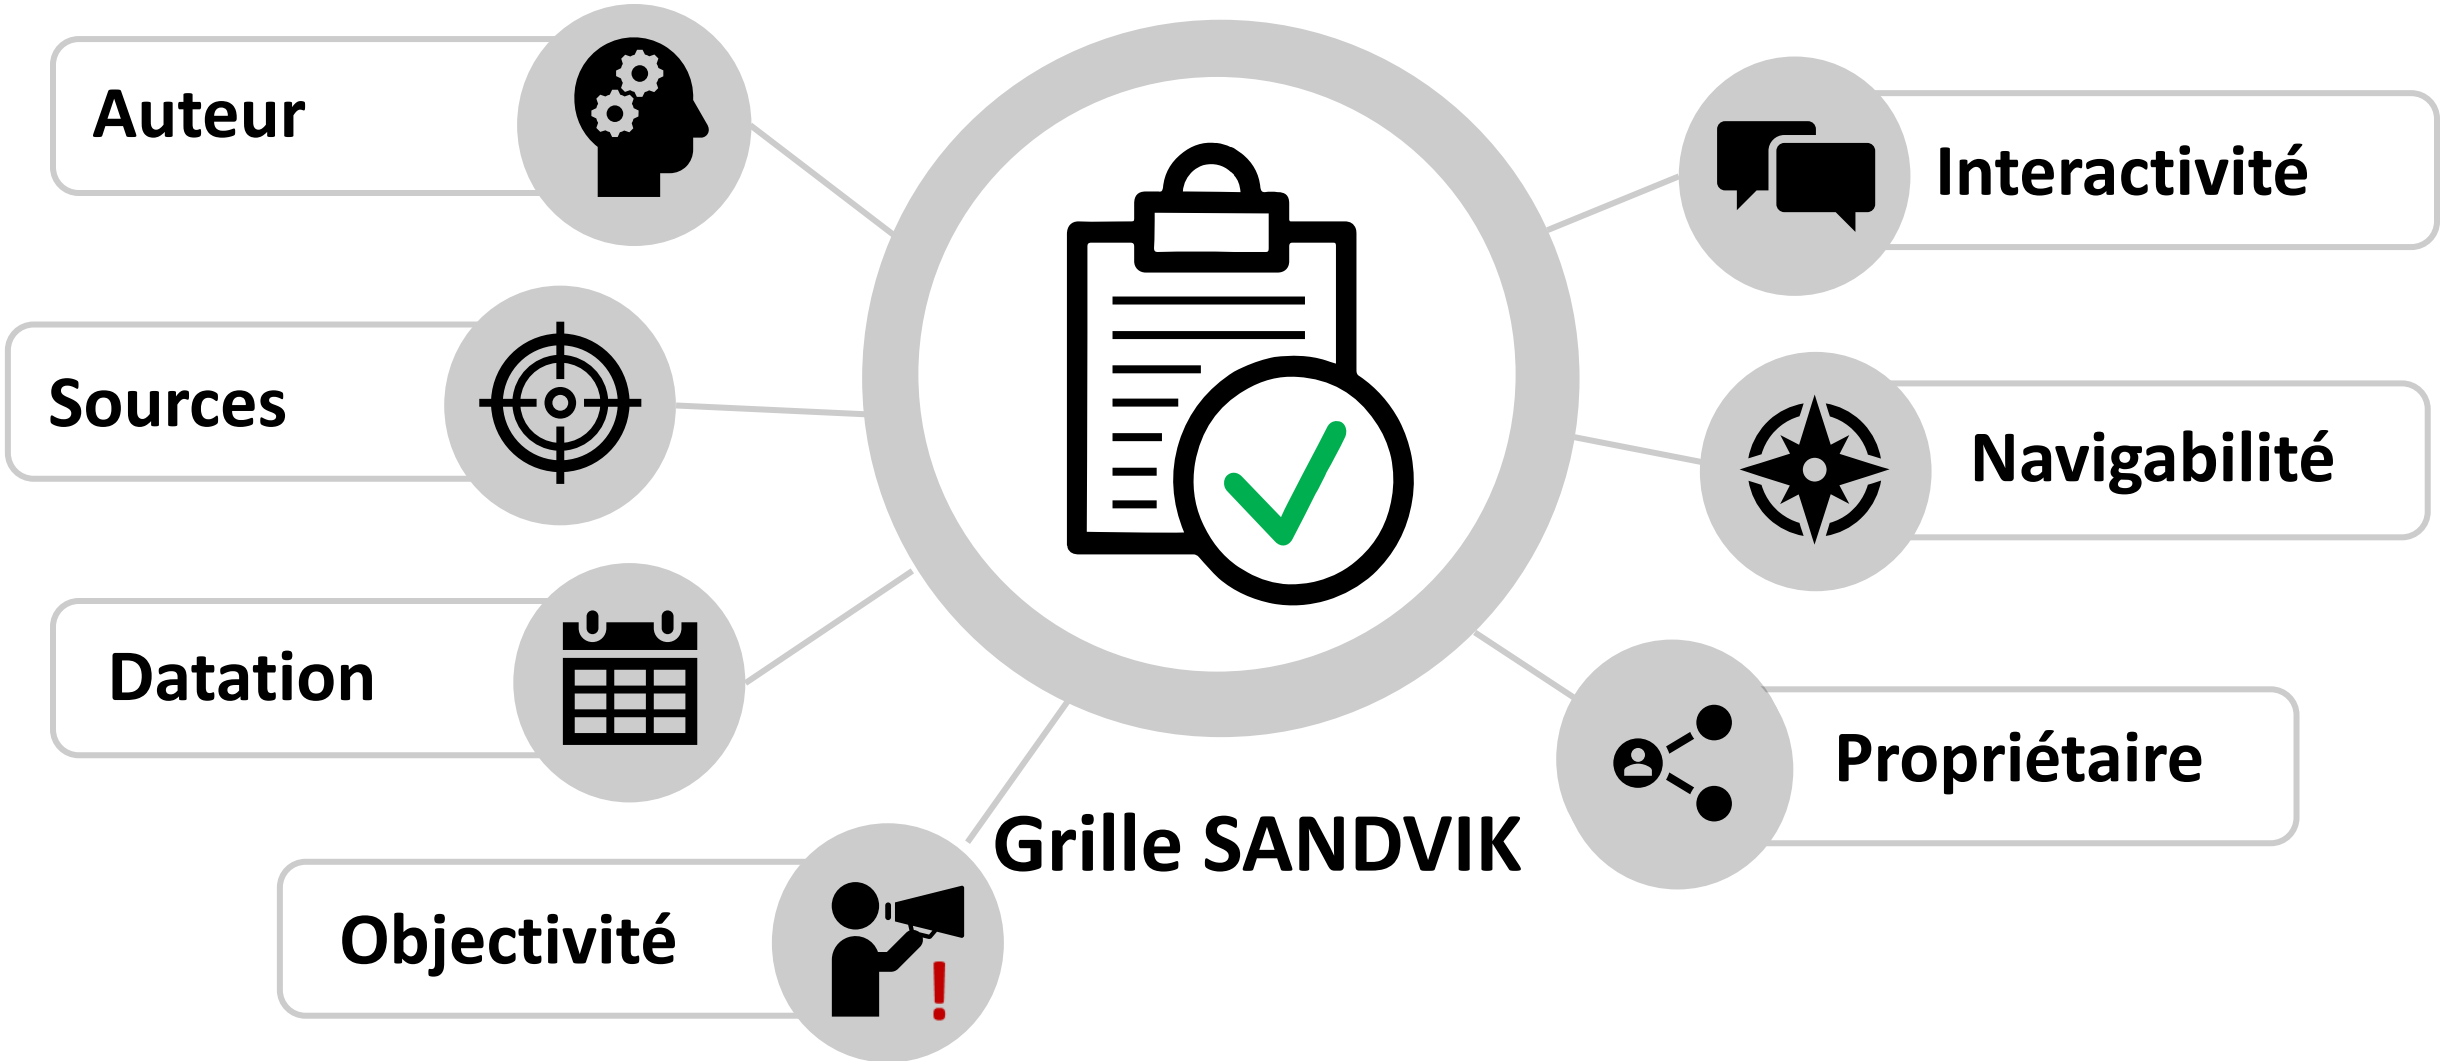 Auteur
Sources
Datation
Objectivité
Grille SANDVIK
Interactivité
Navigabilité
Propriétaire